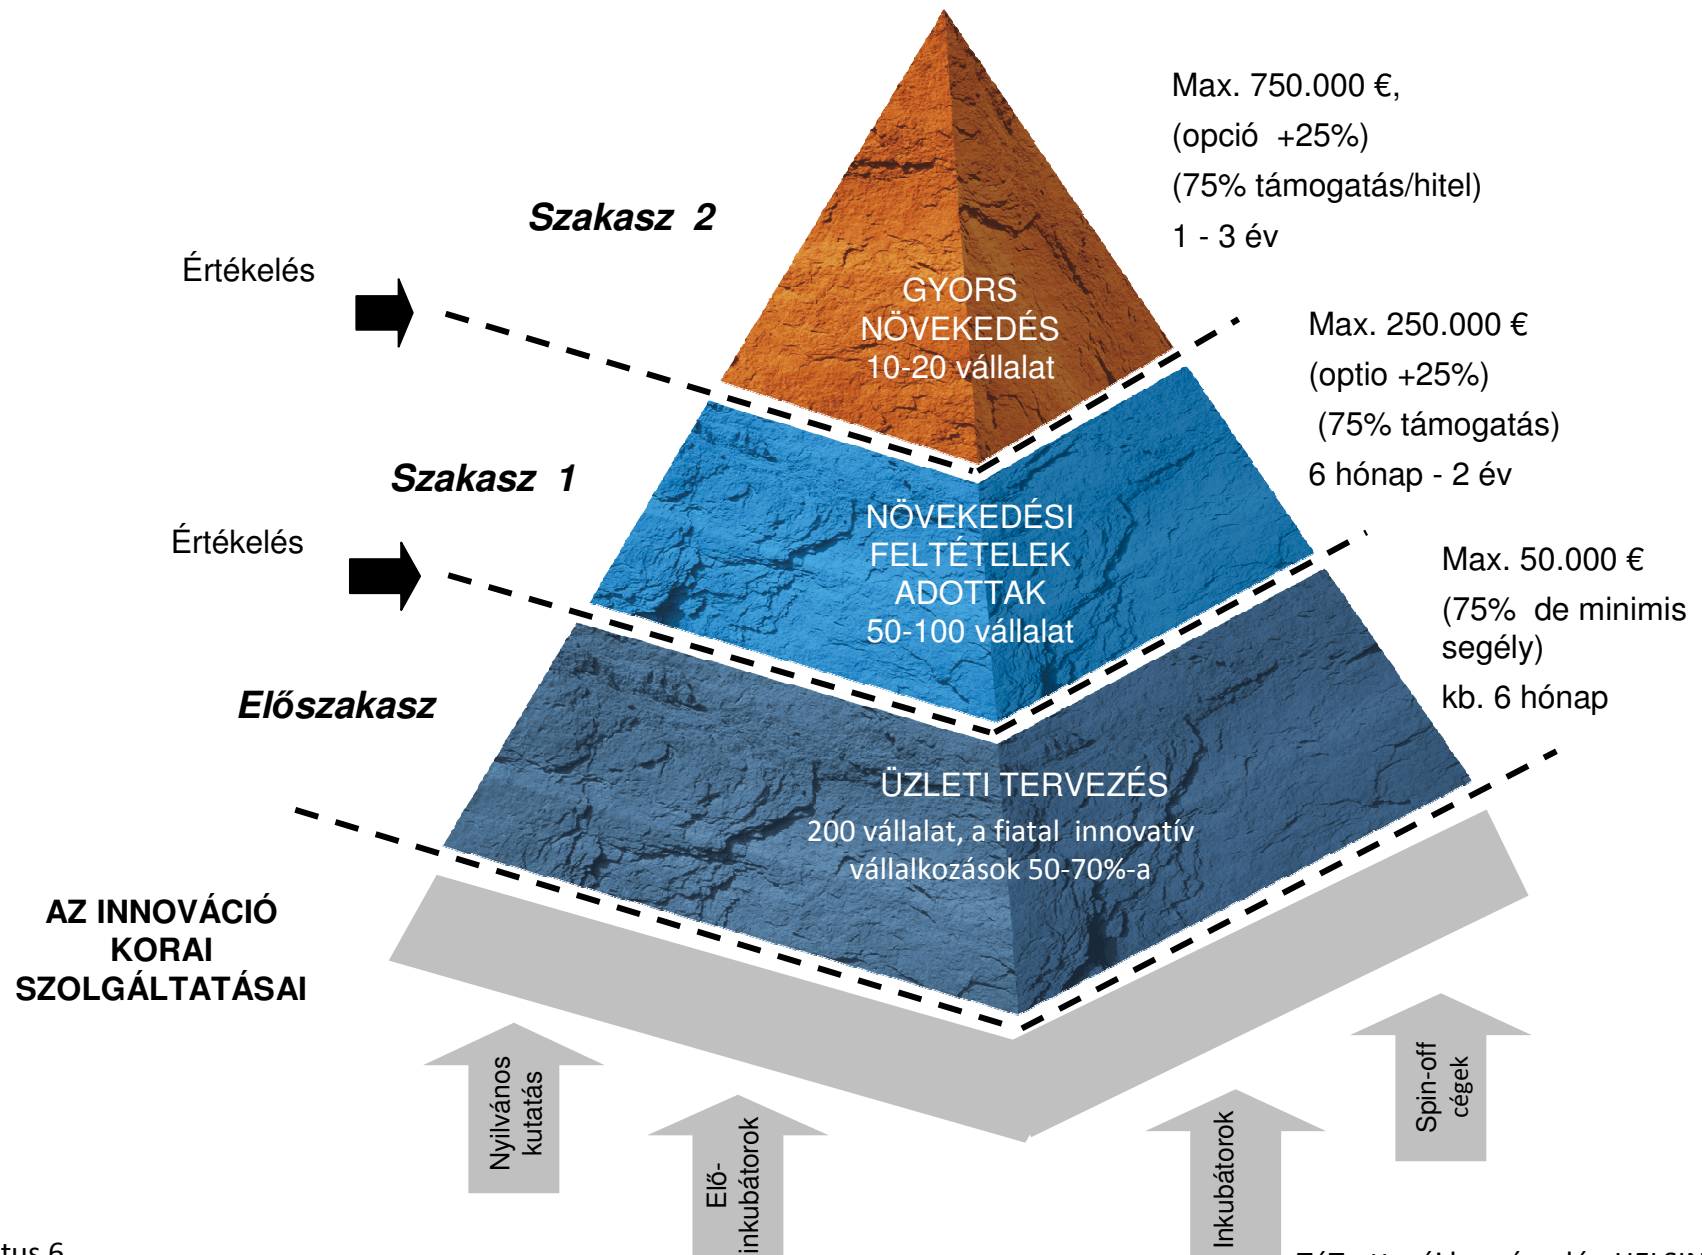 Max. 750.000 €,
(opció +25%)
(75% támogatás/hitel)
1 - 3 év
Szakasz 2
Értékelés
GYORS
NÖVEKEDÉS
10-20 vállalat
Max. 250.000 €
(optio +25%)
(75% támogatás)
6 hónap - 2 év
Szakasz 1
Értékelés
NÖVEKEDÉSI
FELTÉTELEK
ADOTTAK
50-100 vállalat
Max. 50.000 €
(75% de minimis
segély)
kb. 6 hónap
Előszakasz
ÜZLETI TERVEZÉS
200 vállalat, a fiatal innovatív
vállalkozások 50-70%-a
AZ INNOVÁCIÓ
KORAI
SZOLGÁLTATÁSAI
Nyilvános
kutatás
Elő-
inkubátorok
Inkubátorok
Spin-off
cégek
6